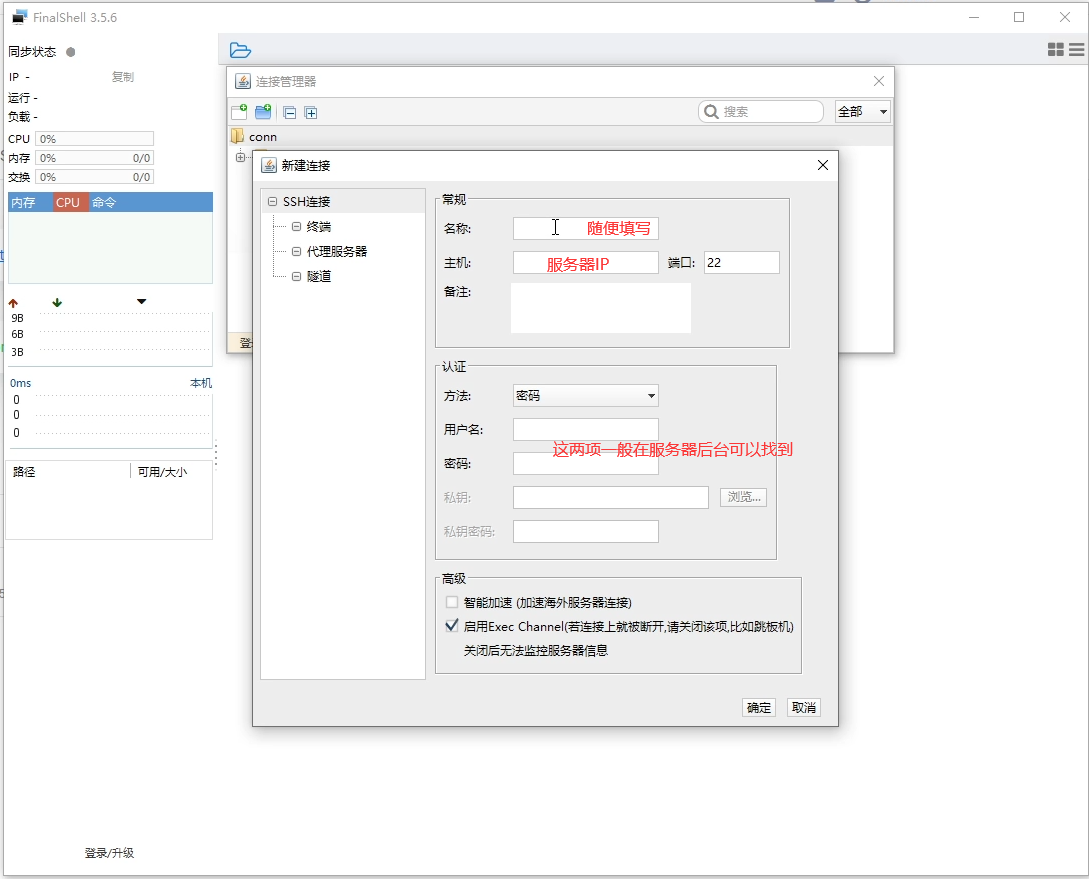 FinalShell 3.5.6
同步状态
IP -
复制
运行 -
负载 -
CPU 0%
内存 0% 0/0
交换 0% 0/0
内存 CPU 命令
9B
6B
3B
0ms 本机
0
0
0
路径 可用/大小
登录/升级
连接管理器
搜索
全部
conn
新建连接
SSH连接
终端
代理服务器
隧道
常规
名称: 随便填写
主机: 服务器IP 端口: 22
备注:
认证
方法: 密码
用户名:
这两项一般在服务器后台可以找到
密码:
私钥: 浏览...
私钥密码:
高级
智能加速 (加速海外服务器连接)
启用Exec Channel(若连接上就被断开,请关闭该项,比如跳板机)
关闭后无法监控服务器信息
确定 取消